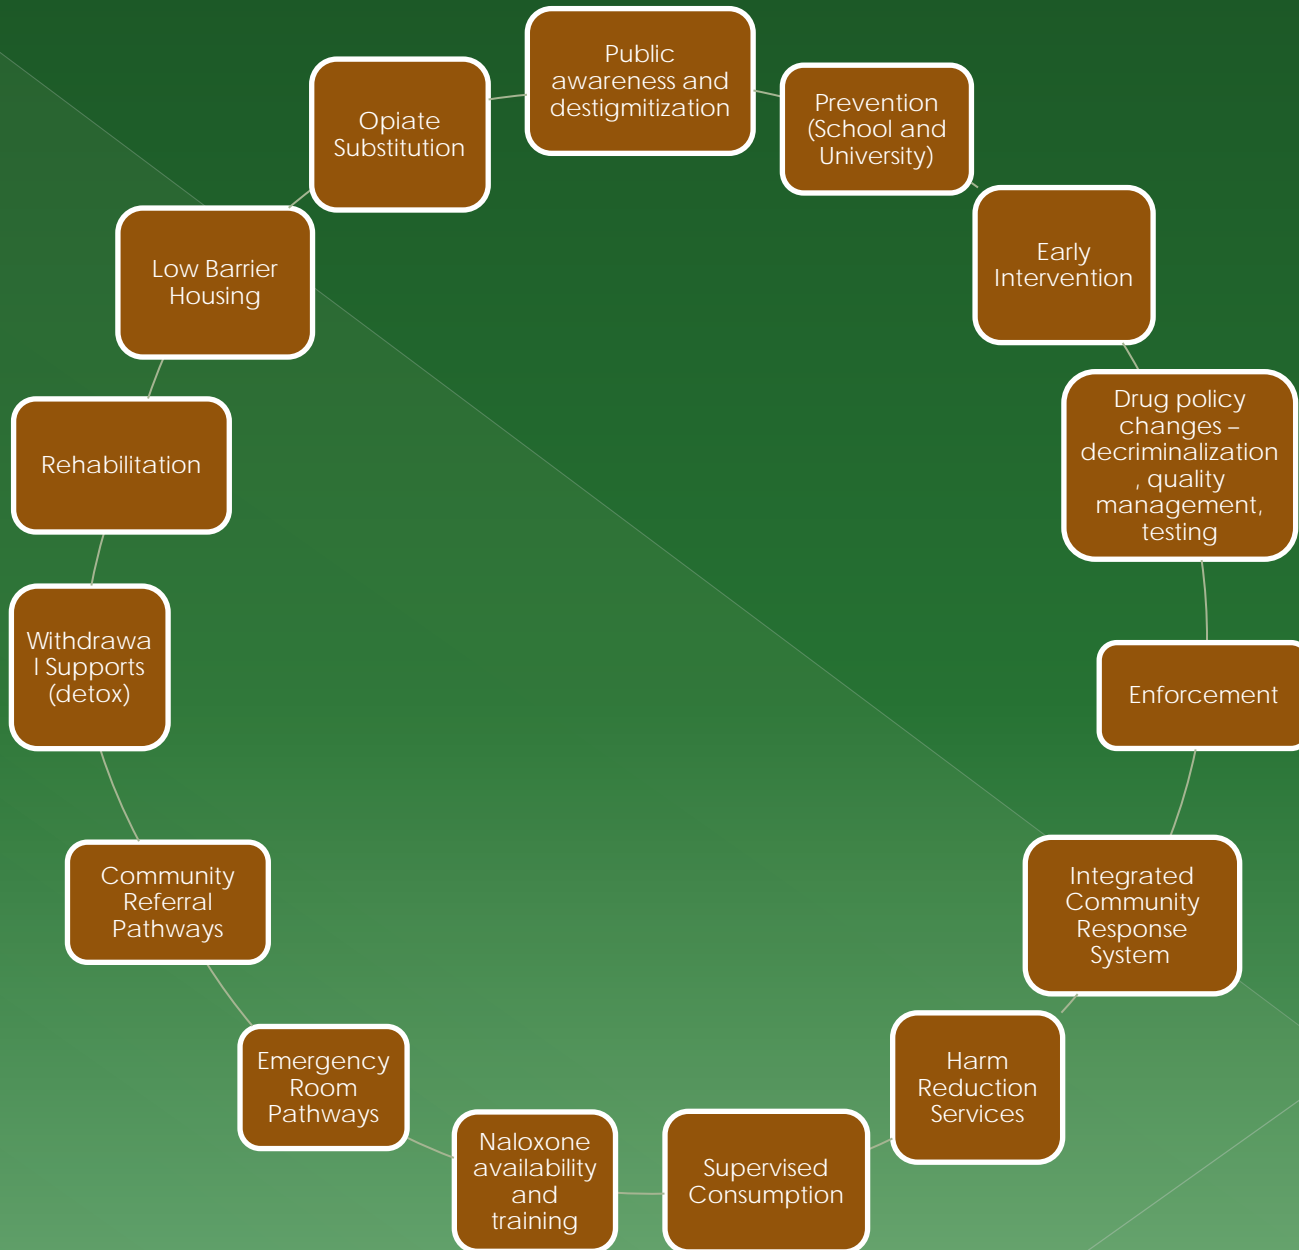 Public
awareness and
destigmitization
Prevention
(School and
University)
Early
Intervention
Drug policy
changes –
decriminalization
, quality
management,
testing
Enforcement
Integrated
Community
Response
System
Harm
Reduction
Services
Supervised
Consumption
Naloxone
availability
and
training
Emergency
Room
Pathways
Community
Referral
Pathways
Withdrawa
l Supports
(detox)
Rehabilitation
Low Barrier
Housing
Opiate
Substitution